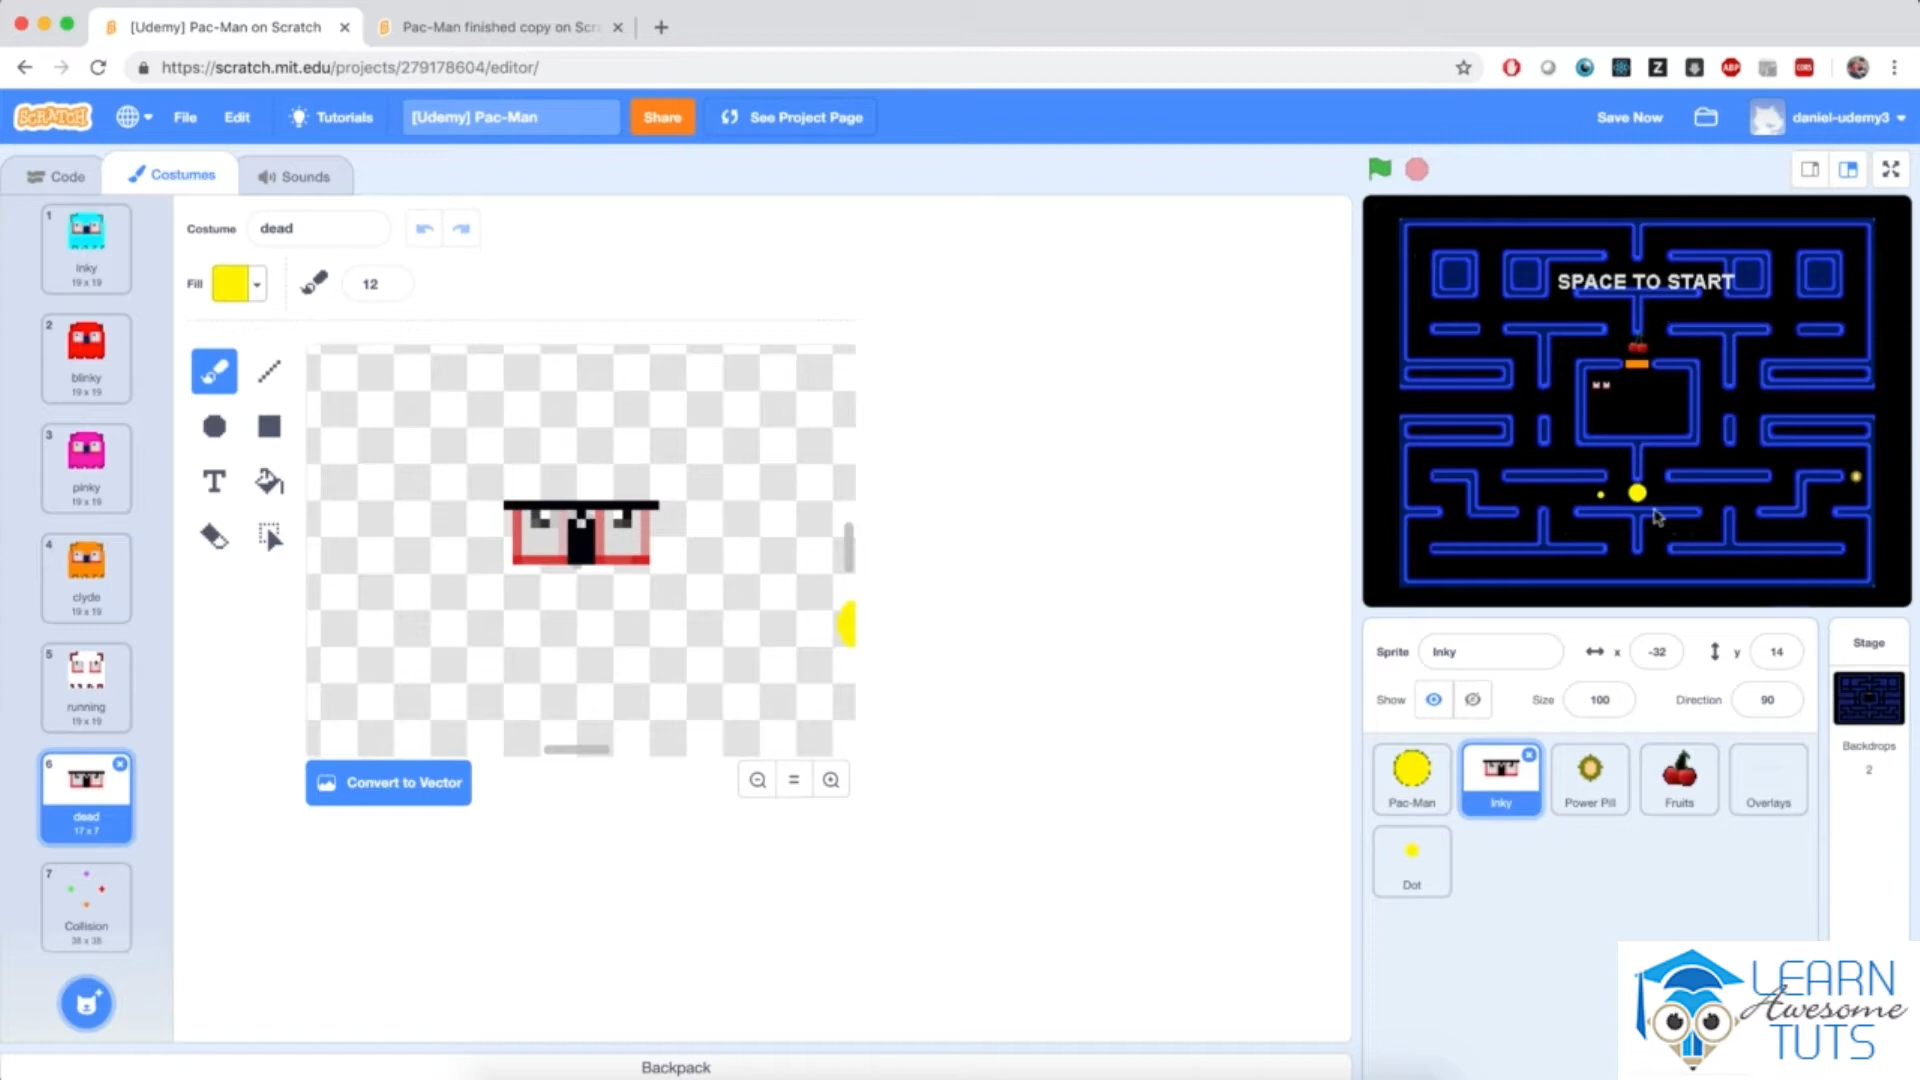 [Udemy] Pac-Man on Scratch
Pac-Man finished copy on Scr
https://scratch.mit.edu/projects/279178604/editor/
ABP
CORS
SCRATCH
File
Edit
Tutorials
[Udemy] Pac-Man
Share
See Project Page
Save Now
daniel-udemy3
Code
Costumes
Sounds
1
Inky
19 x 19
2
blinky
19 x 19
3
pinky
19 x 19
4
clyde
19 x 19
5
running
19 x 19
6
dead
17 x 7
7
Collision
38 x 38
Costume
dead
Fill
12
T
Convert to Vector
SPACE TO START
Sprite
Inky
x
-32
y
14
Show
Size
100
Direction
90
Stage
Backdrops
2
Pac-Man
Inky
Power Pill
Fruits
Overlays
Dot
Backpack
LEARN
Awesome
TUTS